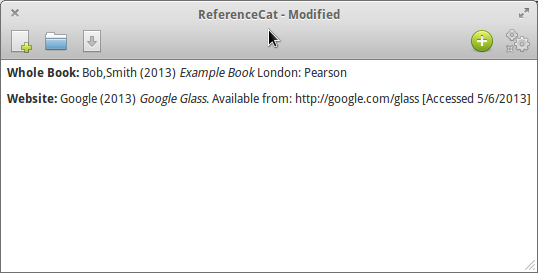 ReferenceCat - Modified
Whole Book: Bob,Smith (2013) Example Book London: Pearson
Website: Google (2013) Google Glass. Available from: http://google.com/glass [Accessed 5/6/2013]